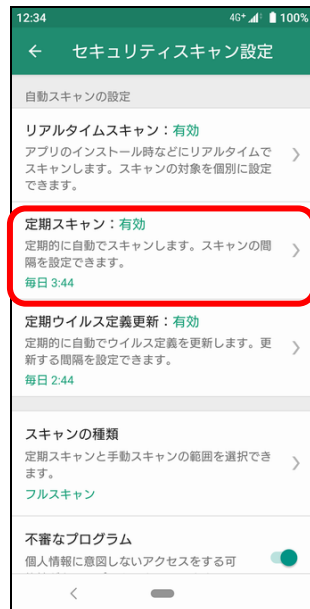 12:34 4G+ 100%
セキュリティスキャン設定
自動スキャンの設定
リアルタイムスキャン：有効
アプリのインストール時などにリアルタイムで
スキャンします。スキャンの対象を個別に設定
できます。
定期スキャン：有効
定期的に自動でスキャンします。スキャンの間
隔を設定できます。
毎日 3:44
定期ウイルス定義更新：有効
定期的に自動でウイルス定義を更新します。更
新する間隔を設定できます。
毎日 2:44
スキャンの種類
定期スキャンと手動スキャンの範囲を選択でき
ます。
フルスキャン
不審なプログラム
個人情報に意図しないアクセスをする可